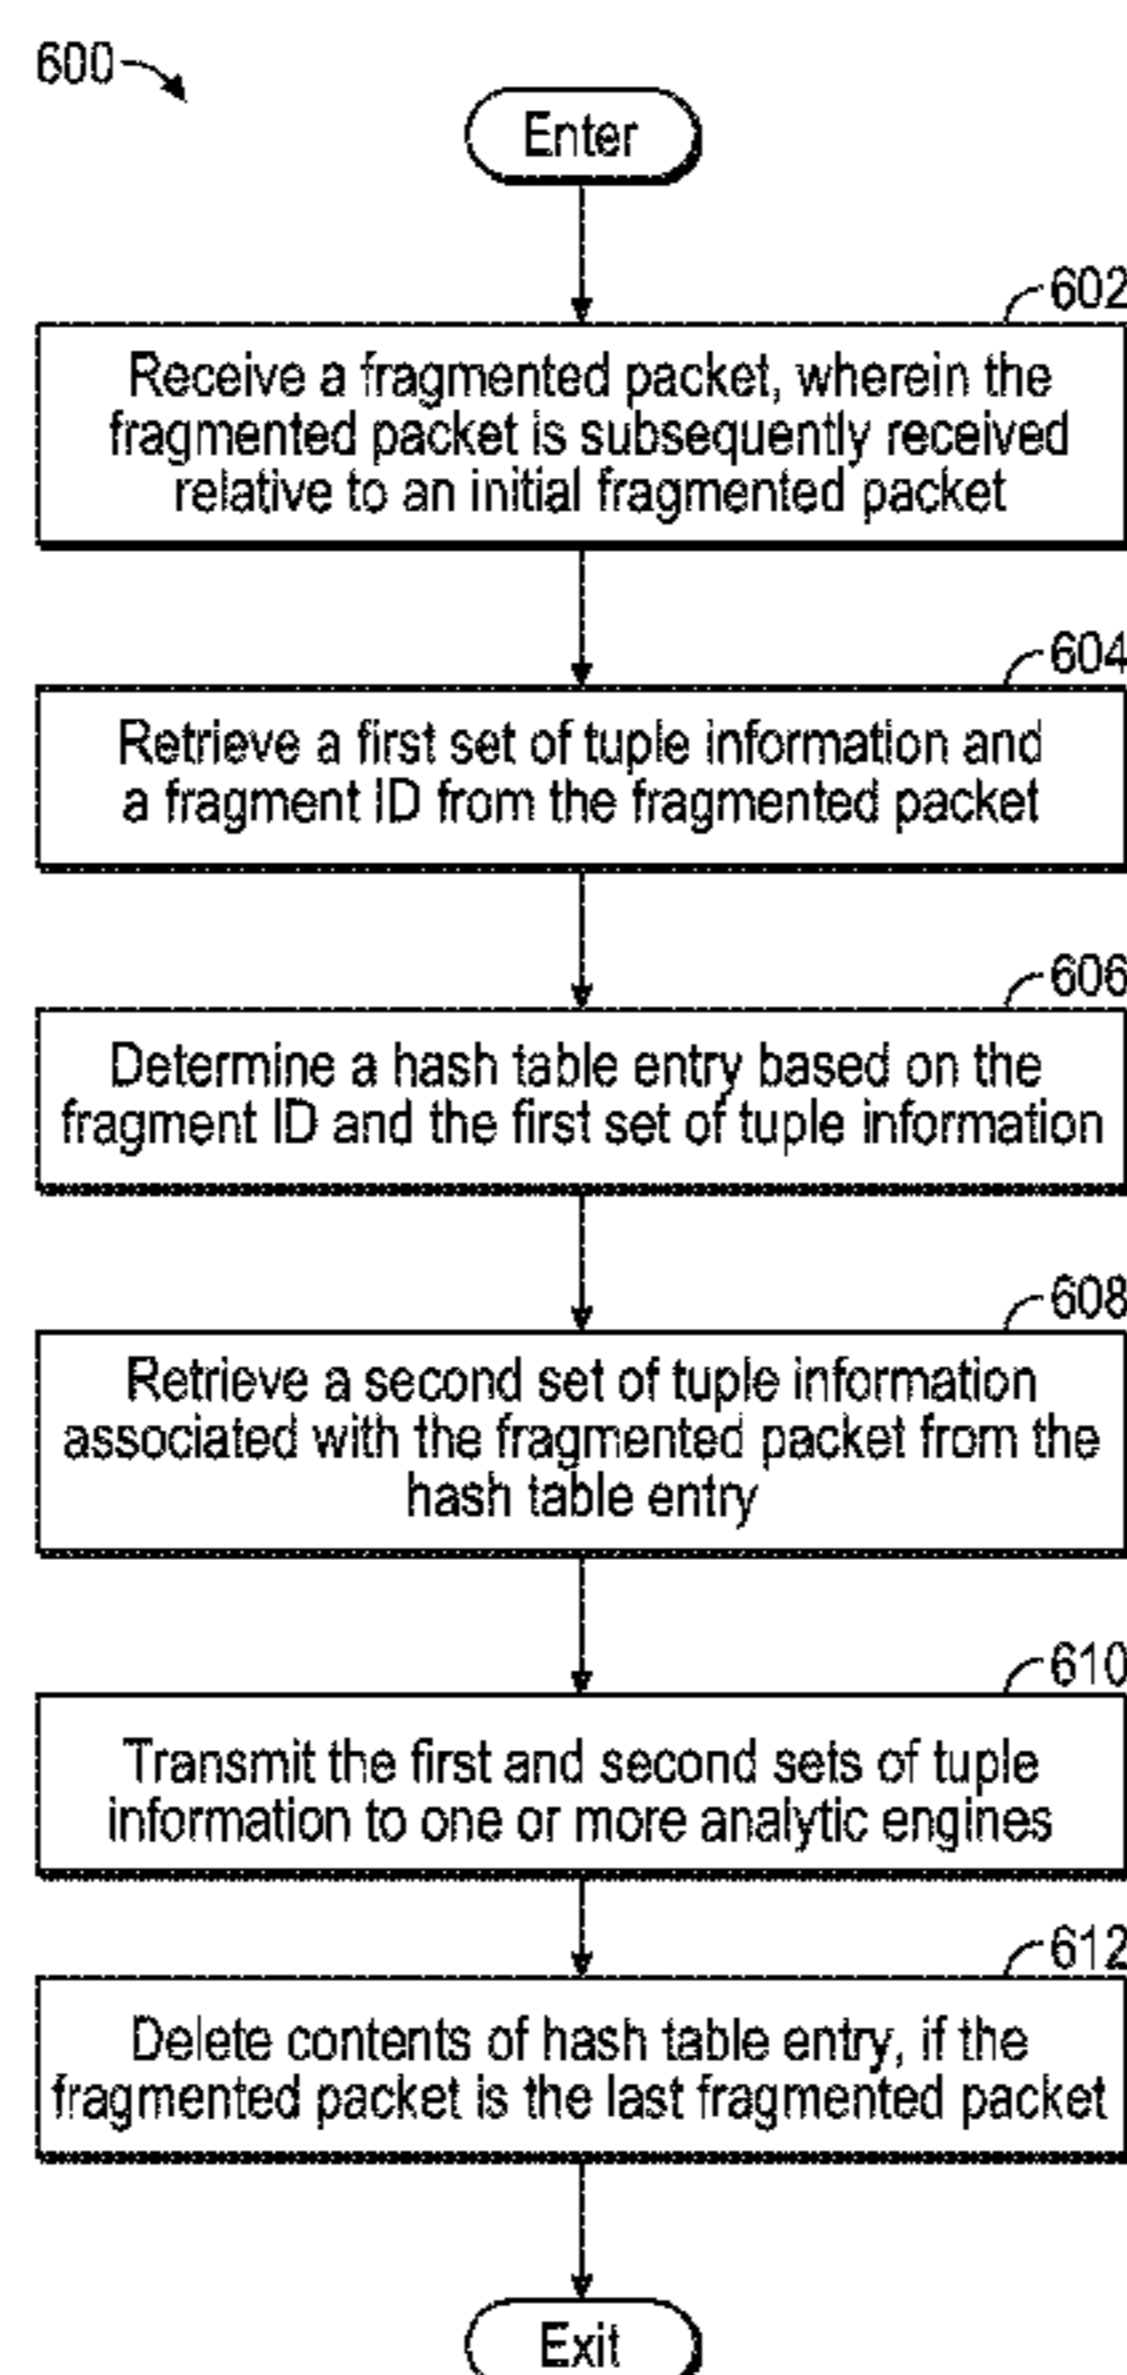 600
Enter
602
Receive a fragmented packet, wherein the
fragmented packet is subsequently received
relative to an initial fragmented packet
604
Retrieve a first set of tuple information and
a fragment ID from the fragmented packet
606
Determine a hash table entry based on the
fragment ID and the first set of tuple information
608
Retrieve a second set of tuple information
associated with the fragmented packet from the
hash table entry
610
Transmit the first and second sets of tuple
information to one or more analytic engines
612
Delete contents of hash table entry, if the
fragmented packet is the last fragmented packet
Exit